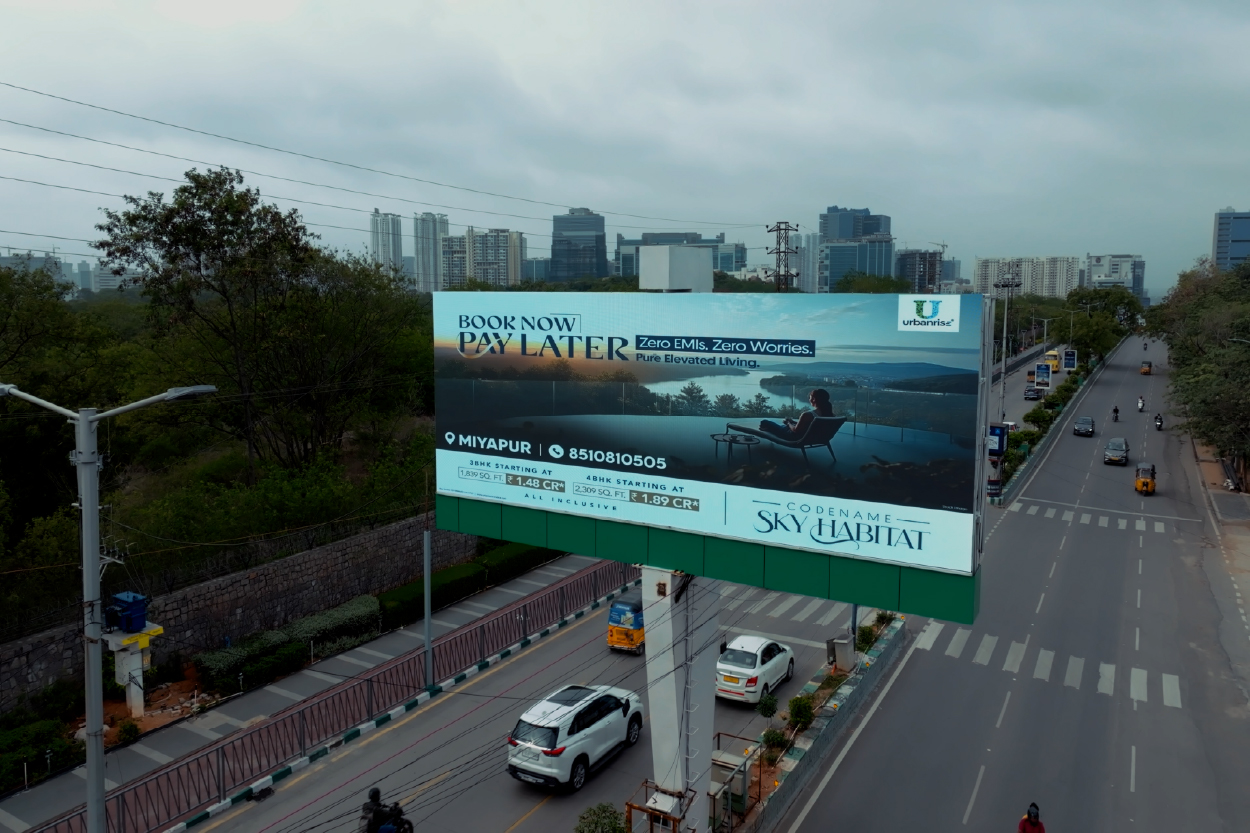 urbanrise
BOOK NOW
PAY LATER
Zero EMIs. Zero Worries.
Pure Elevated Living.
MIYAPUR | 8510810505
3BHK STARTING AT
1,839 SQ. FT. ₹ 1.48 CR*
4BHK STARTING AT
2,309 SQ. FT. ₹ 1.89 CR*
ALL INCLUSIVE
CODENAME
SKY HABITAT